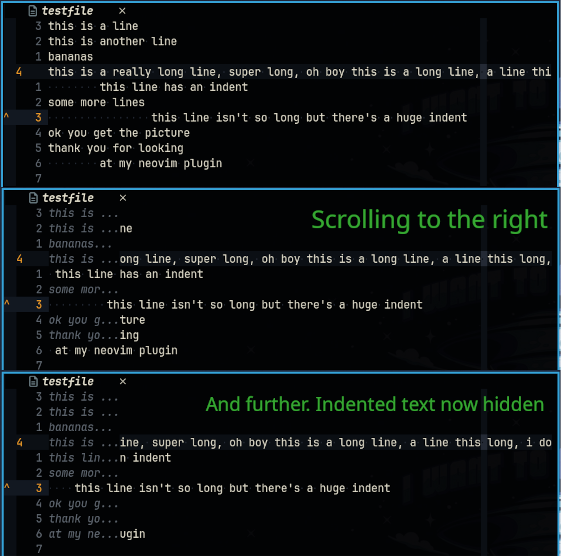 testfile ×
3 this is a line
2 this is another line
1 bananas
4 this is a really long line, super long, oh boy this is a long line, a line thi
1 ········this line has an indent
2 some more lines
^ 3 ················this line isn't so long but there's a huge indent
4 ok you get the picture
5 thank you for looking
6 ········at my neovim plugin
7
testfile ×
Scrolling to the right
3 this is ...
2 this is ...ne
1 bananas...
4 this is ...ong line, super long, oh boy this is a long line, a line this long,
1 ·this line has an indent
2 some mor...
^ 3 ·········this line isn't so long but there's a huge indent
4 ok you g...ture
5 thank yo...ing
6 ·at my neovim plugin
7
testfile ×
And further. Indented text now hidden
3 this is ...
2 this is ...
1 bananas...
4 this is ...ine, super long, oh boy this is a long line, a line this long, i do
1 this lin...n indent
2 some mor...
^ 3 ····this line isn't so long but there's a huge indent
4 ok you g...
5 thank yo...
6 at my ne...ugin
7